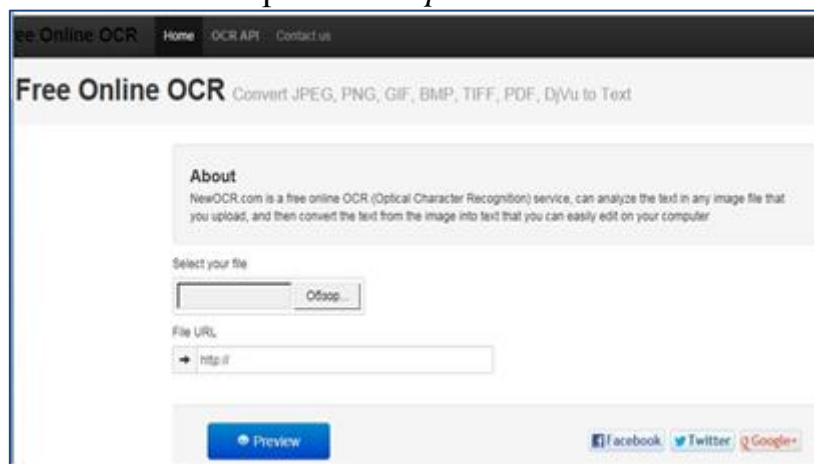 ee Online OCR Home OCR API Contact us
Free Online OCR Convert JPEG, PNG, GIF, BMP, TIFF, PDF, DjVu to Text
About
NewOCR.com is a free online OCR (Optical Character Recognition) service, can analyze the text in any image file that
you upload, and then convert the text from the image into text that you can easily edit on your computer
Select your file
Обзор...
File URL
http://
Preview Facebook Twitter Google+